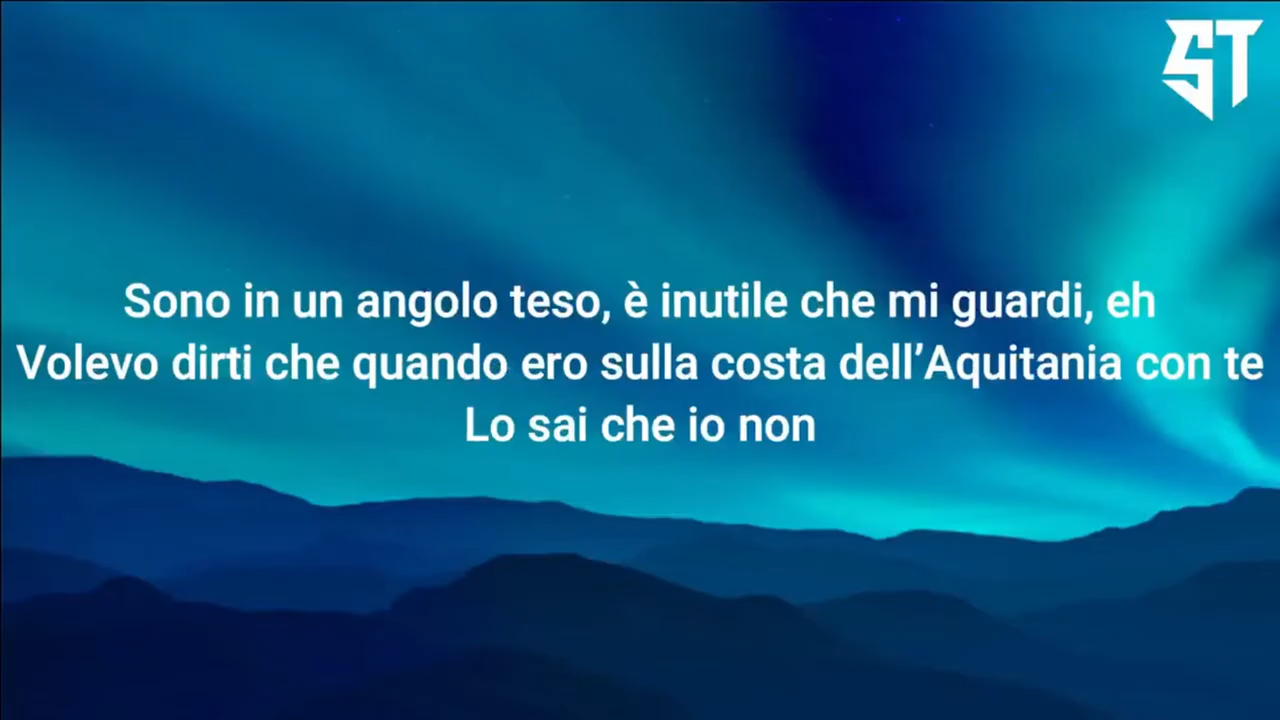 ST
Sono in un angolo teso, è inutile che mi guardi, eh
Volevo dirti che quando ero sulla costa dell’Aquitania con te
Lo sai che io non